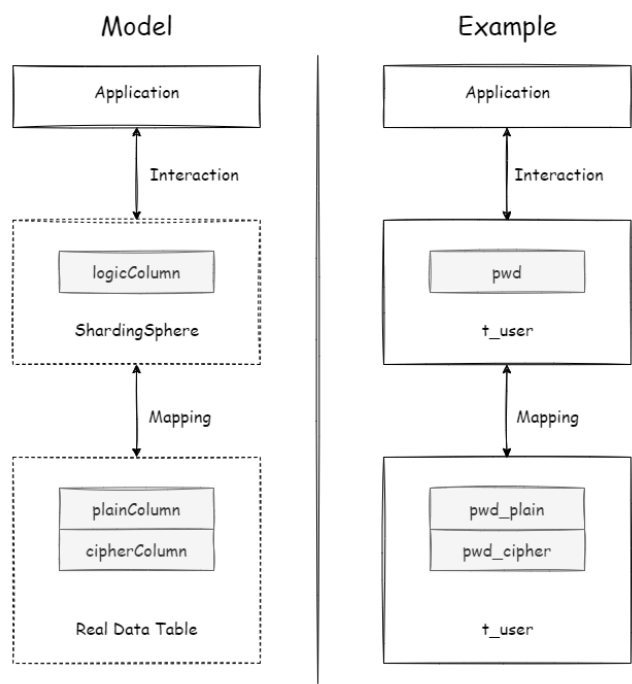 Model
Application
Interaction
logicColumn
ShardingSphere
Mapping
plainColumn
cipherColumn
Real Data Table
Example
Application
Interaction
pwd
t_user
Mapping
pwd_plain
pwd_cipher
t_user